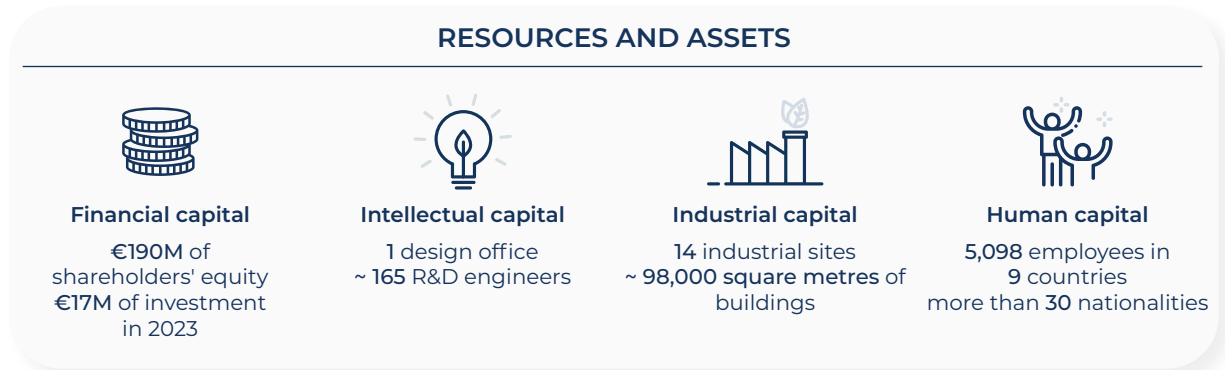 RESOURCES AND ASSETS
Financial capital
€190M of
shareholders' equity
€17M of investment
in 2023
Intellectual capital
1 design office
~ 165 R&D engineers
Industrial capital
14 industrial sites
~ 98,000 square metres of
buildings
Human capital
5,098 employees in
9 countries
more than 30 nationalities